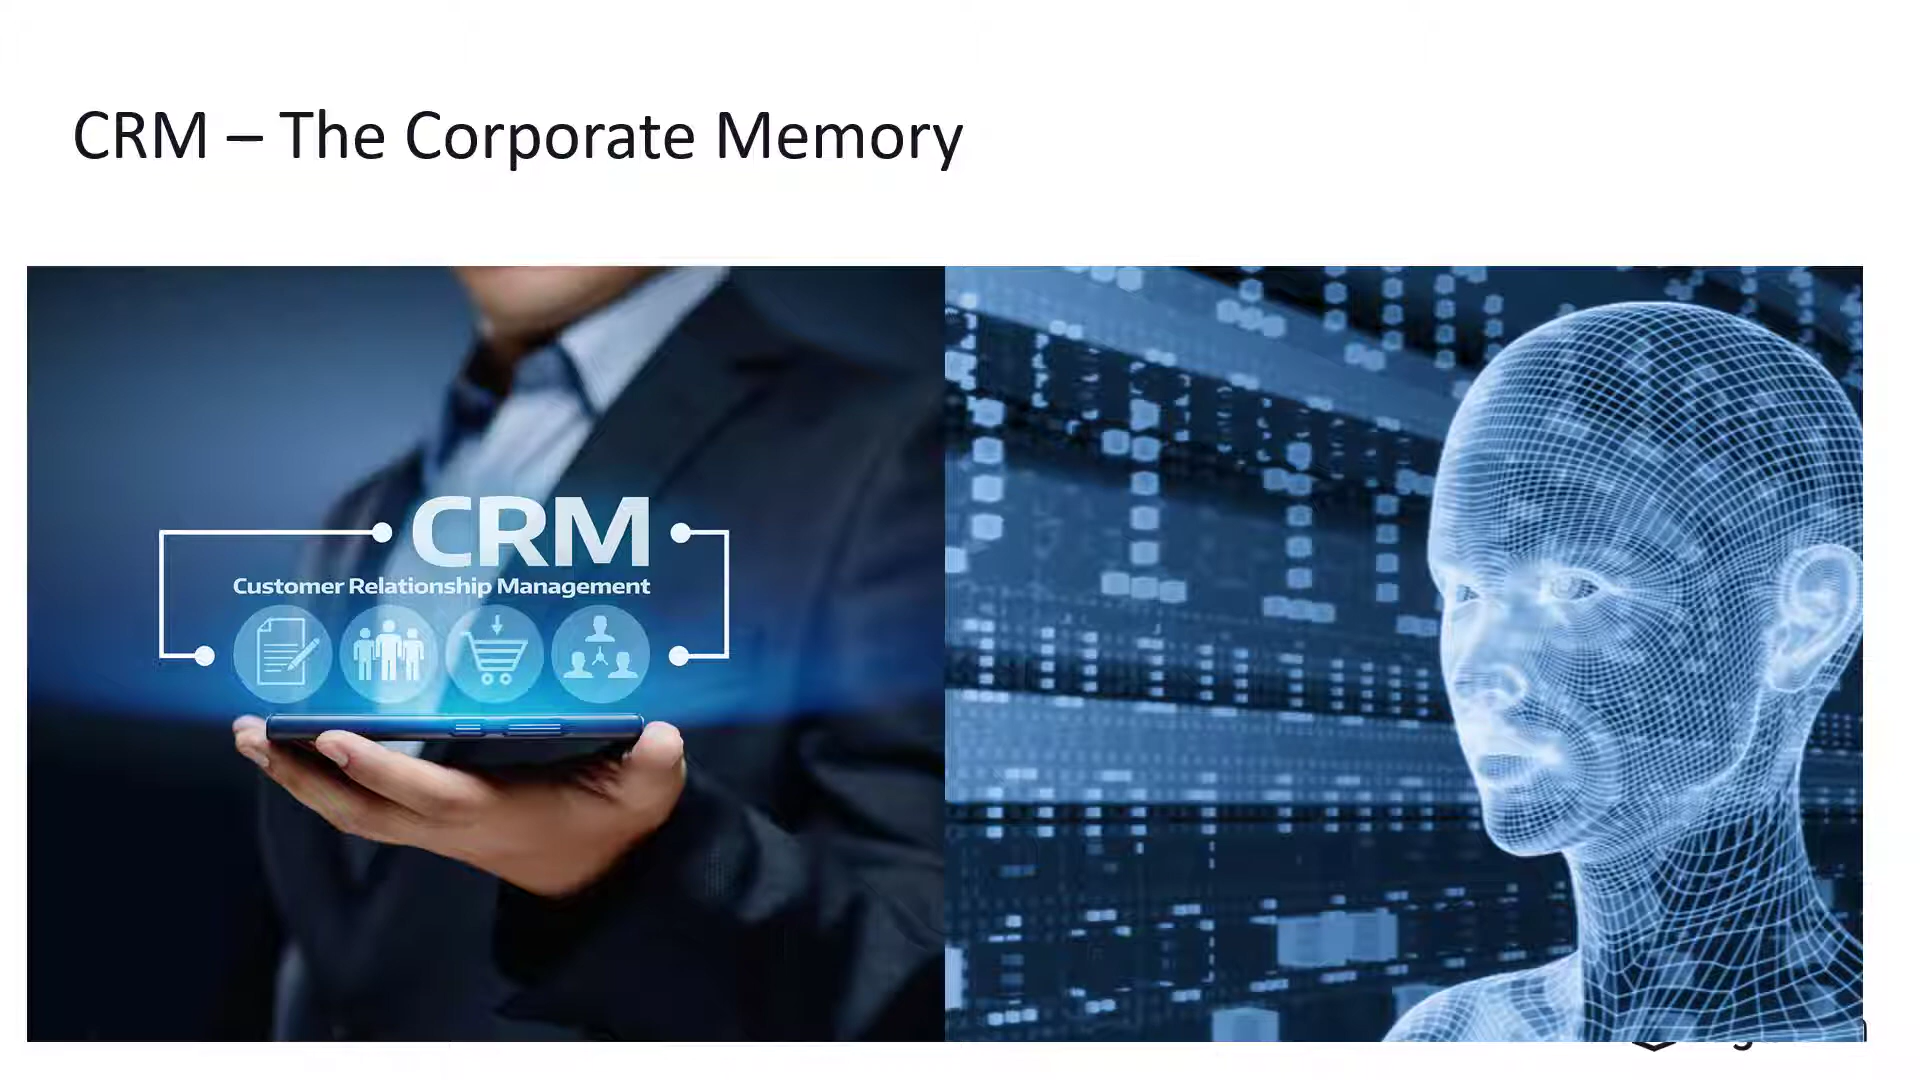 CRM – The Corporate Memory
CRM
Customer Relationship Management